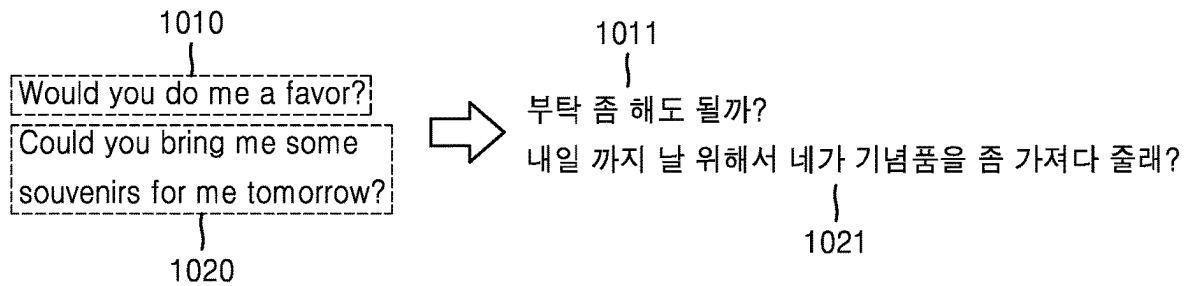 1010
Would you do me a favor?
Could you bring me some
souvenirs for me tomorrow?
1020
1011
부탁 좀 해도 될까?
내일 까지 날 위해서 네가 기념품을 좀 가져다 줄래?
1021